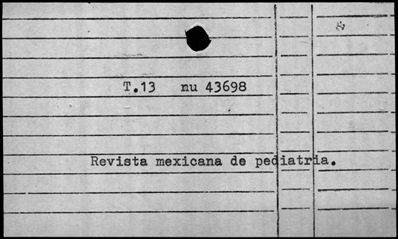 T.13 nu 43698
Revista mexicana de pediatria.